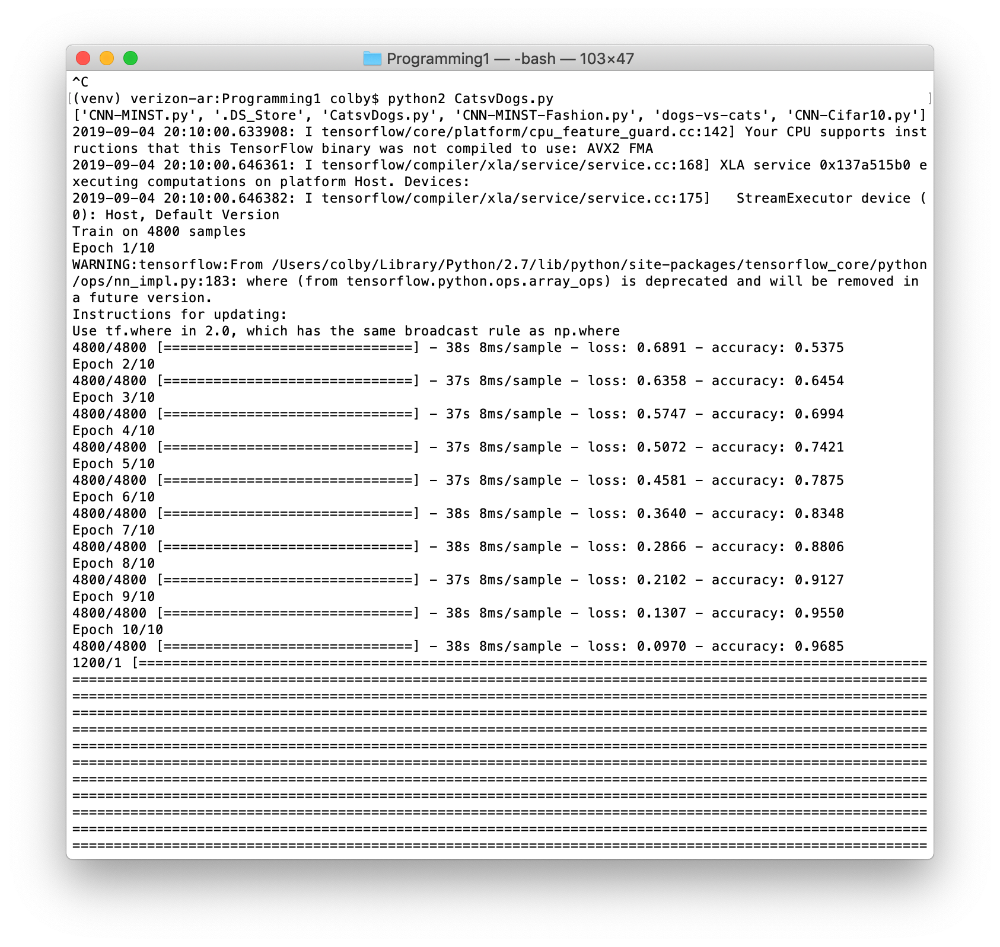 Programming1 — -bash — 103×47
^C
[(venv) verizon-ar:Programming1 colby$ python2 CatsvDogs.py ]
['CNN-MINST.py', '.DS_Store', 'CatsvDogs.py', 'CNN-MINST-Fashion.py', 'dogs-vs-cats', 'CNN-Cifar10.py']
2019-09-04 20:10:00.633908: I tensorflow/core/platform/cpu_feature_guard.cc:142] Your CPU supports inst
ructions that this TensorFlow binary was not compiled to use: AVX2 FMA
2019-09-04 20:10:00.646361: I tensorflow/compiler/xla/service/service.cc:168] XLA service 0x137a515b0 e
xecuting computations on platform Host. Devices:
2019-09-04 20:10:00.646382: I tensorflow/compiler/xla/service/service.cc:175]   StreamExecutor device (
0): Host, Default Version
Train on 4800 samples
Epoch 1/10
WARNING:tensorflow:From /Users/colby/Library/Python/2.7/lib/python/site-packages/tensorflow_core/python
/ops/nn_impl.py:183: where (from tensorflow.python.ops.array_ops) is deprecated and will be removed in
a future version.
Instructions for updating:
Use tf.where in 2.0, which has the same broadcast rule as np.where
4800/4800 [==============================] - 38s 8ms/sample - loss: 0.6891 - accuracy: 0.5375
Epoch 2/10
4800/4800 [==============================] - 37s 8ms/sample - loss: 0.6358 - accuracy: 0.6454
Epoch 3/10
4800/4800 [==============================] - 37s 8ms/sample - loss: 0.5747 - accuracy: 0.6994
Epoch 4/10
4800/4800 [==============================] - 37s 8ms/sample - loss: 0.5072 - accuracy: 0.7421
Epoch 5/10
4800/4800 [==============================] - 37s 8ms/sample - loss: 0.4581 - accuracy: 0.7875
Epoch 6/10
4800/4800 [==============================] - 38s 8ms/sample - loss: 0.3640 - accuracy: 0.8348
Epoch 7/10
4800/4800 [==============================] - 38s 8ms/sample - loss: 0.2866 - accuracy: 0.8806
Epoch 8/10
4800/4800 [==============================] - 37s 8ms/sample - loss: 0.2102 - accuracy: 0.9127
Epoch 9/10
4800/4800 [==============================] - 38s 8ms/sample - loss: 0.1307 - accuracy: 0.9550
Epoch 10/10
4800/4800 [==============================] - 38s 8ms/sample - loss: 0.0970 - accuracy: 0.9685
1200/1 [===============================================================================================
=======================================================================================================
=======================================================================================================
=======================================================================================================
=======================================================================================================
=======================================================================================================
=======================================================================================================
=======================================================================================================
=======================================================================================================
=======================================================================================================
=======================================================================================================
=======================================================================================================